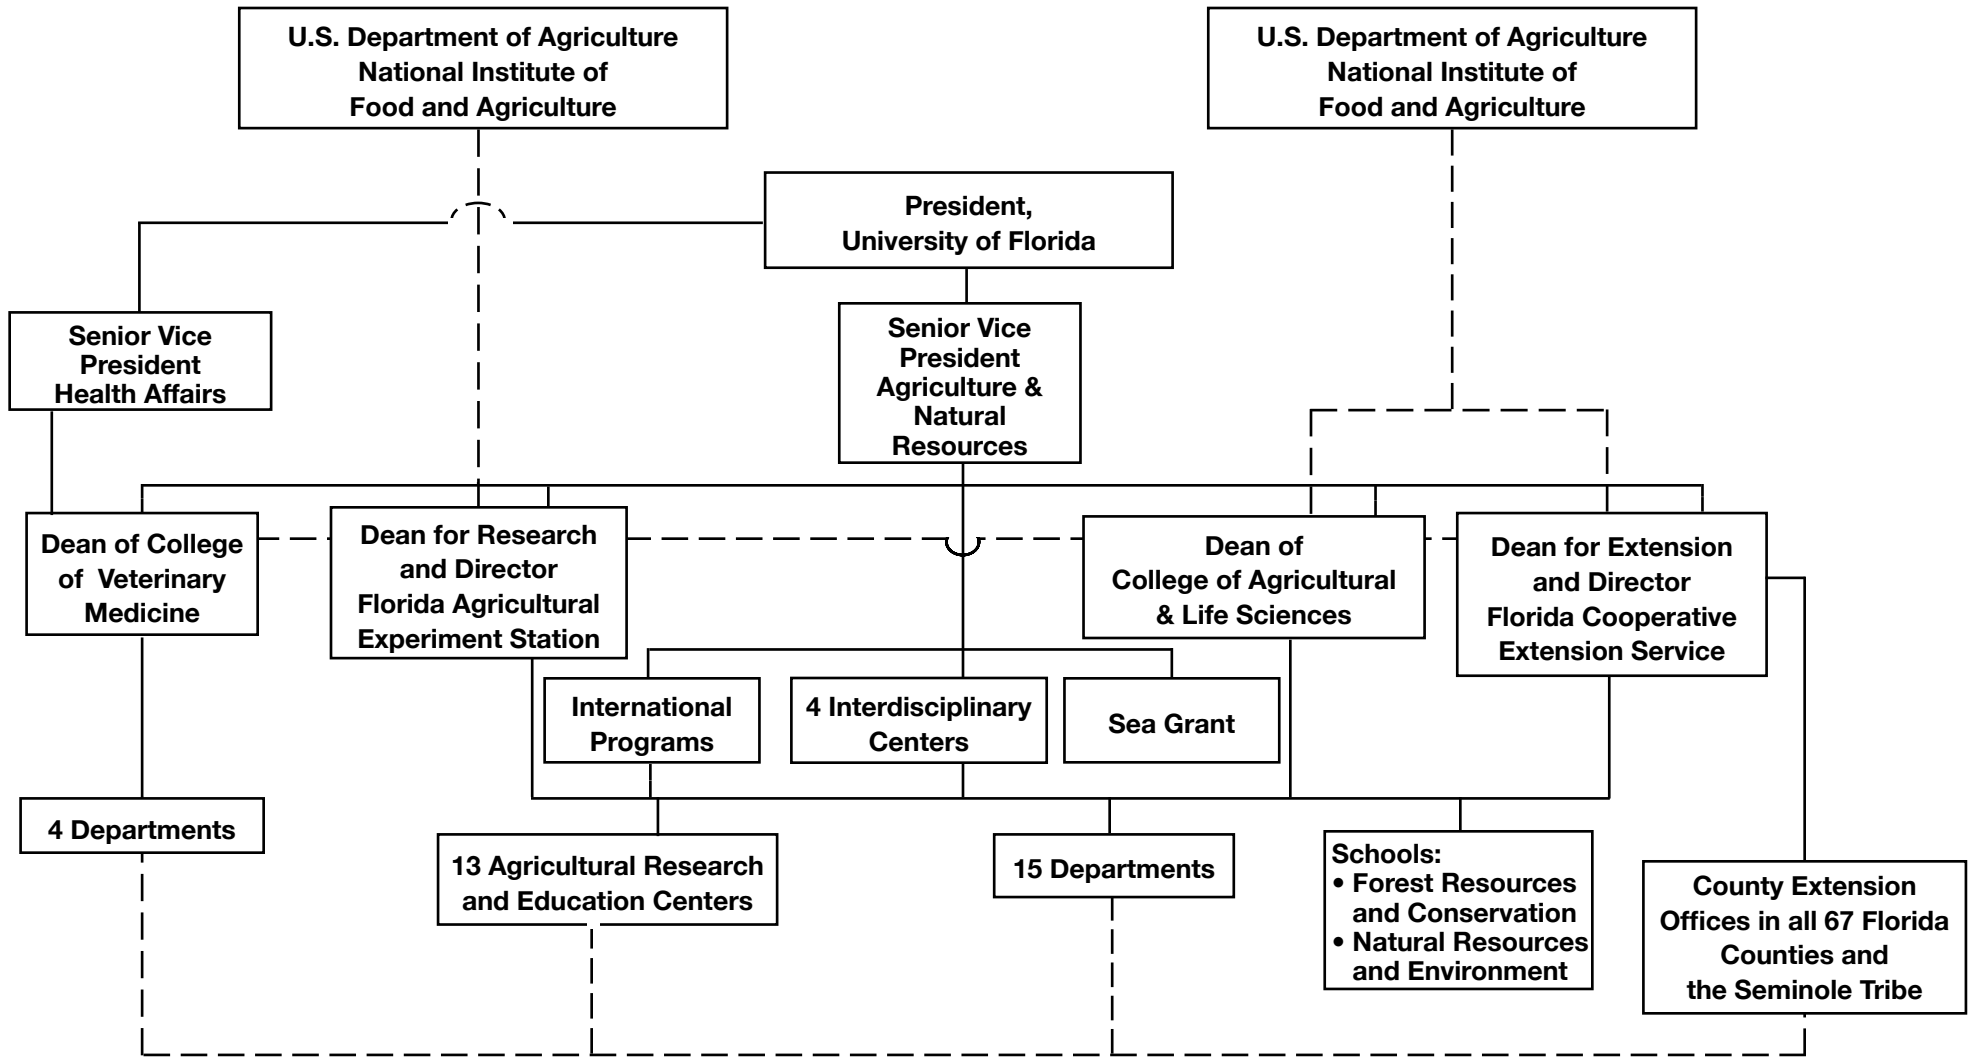 U.S. Department of Agriculture
National Institute of
Food and Agriculture
U.S. Department of Agriculture
National Institute of
Food and Agriculture
President,
University of Florida
Senior Vice
President
Health Affairs
Senior Vice
President
Agriculture &
Natural
Resources
Dean of College
of Veterinary
Medicine
Dean for Research
and Director
Florida Agricultural
Experiment Station
Dean of
College of Agricultural
& Life Sciences
Dean for Extension
and Director
Florida Cooperative
Extension Service
International
Programs
4 Interdisciplinary
Centers
Sea Grant
4 Departments
13 Agricultural Research
and Education Centers
15 Departments
Schools:
• Forest Resources
and Conservation
• Natural Resources
and Environment
County Extension
Offices in all 67 Florida
Counties and
the Seminole Tribe